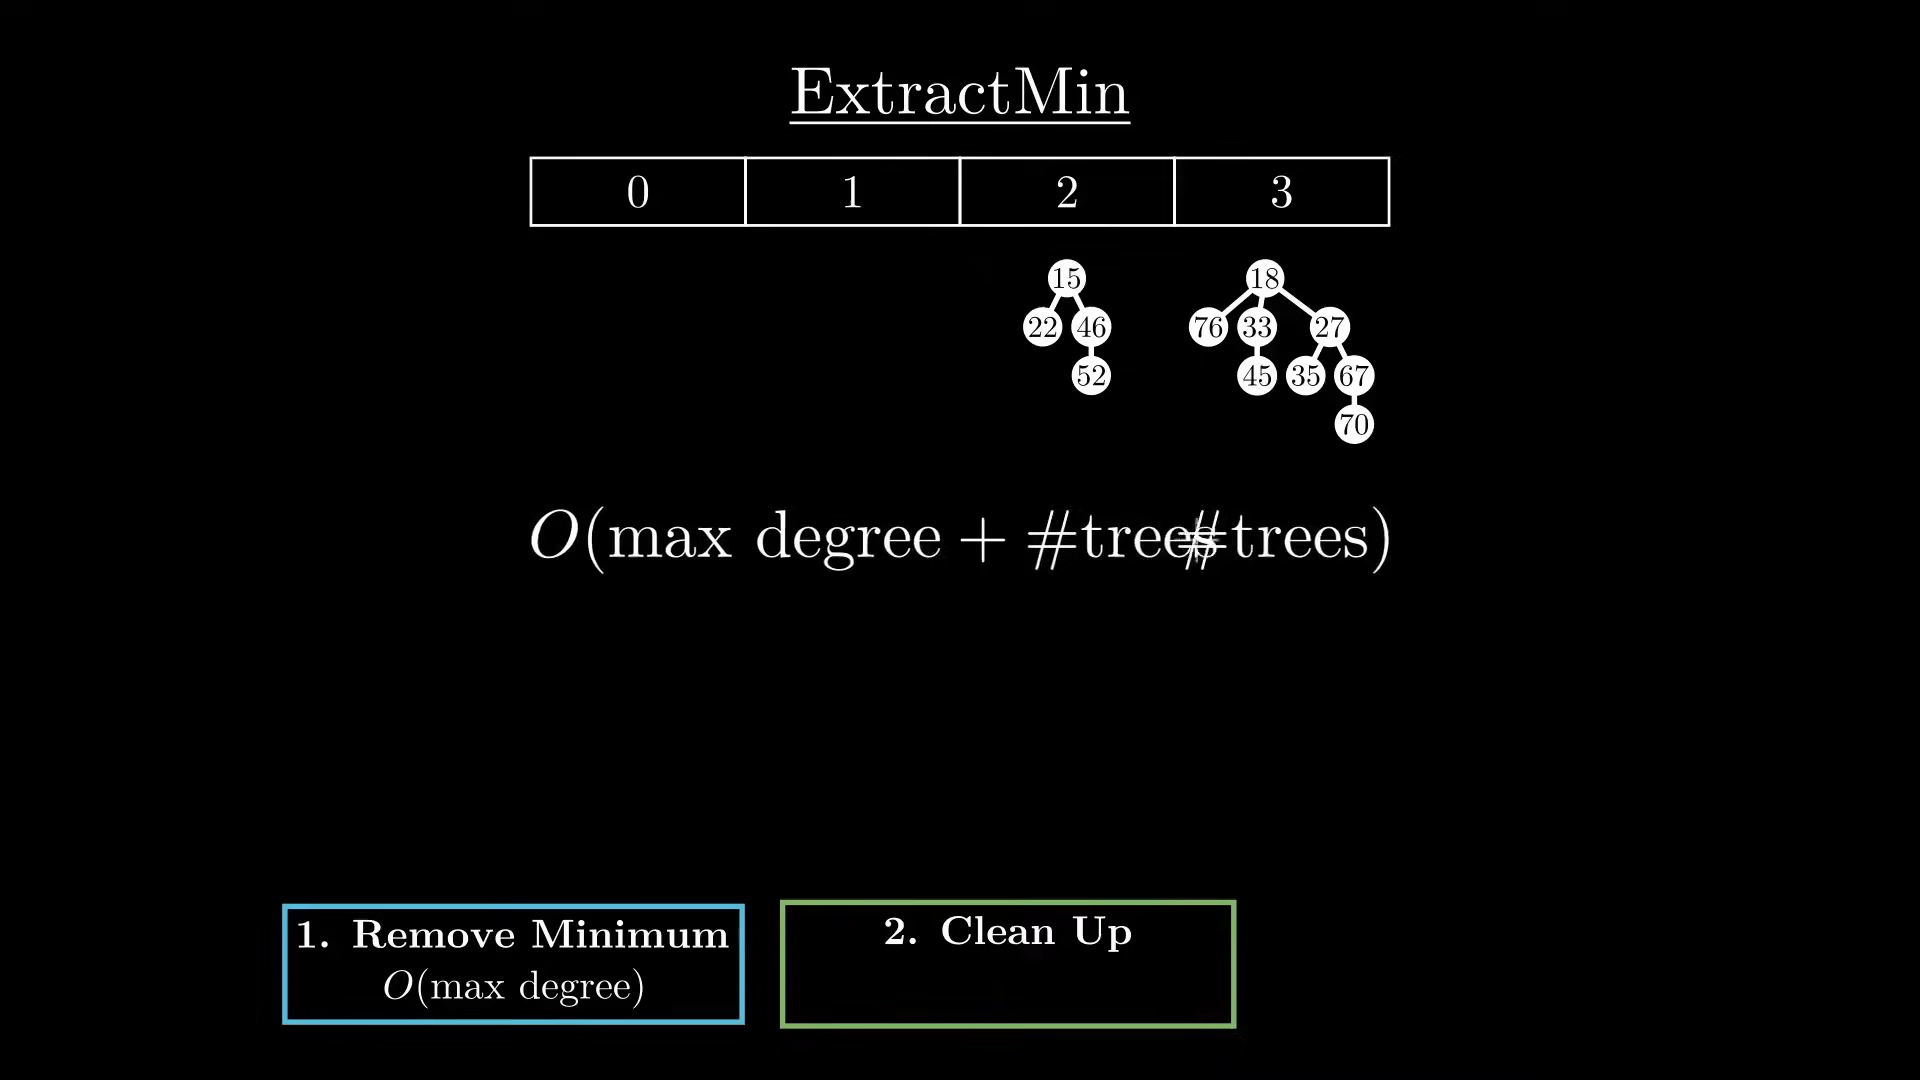 ExtractMin
0 1 2 3
15 18
22 46 76 33 27
52 45 35 67
70
O(max degree + #trees#trees)
1. Remove Minimum
O(max degree)
2. Clean Up